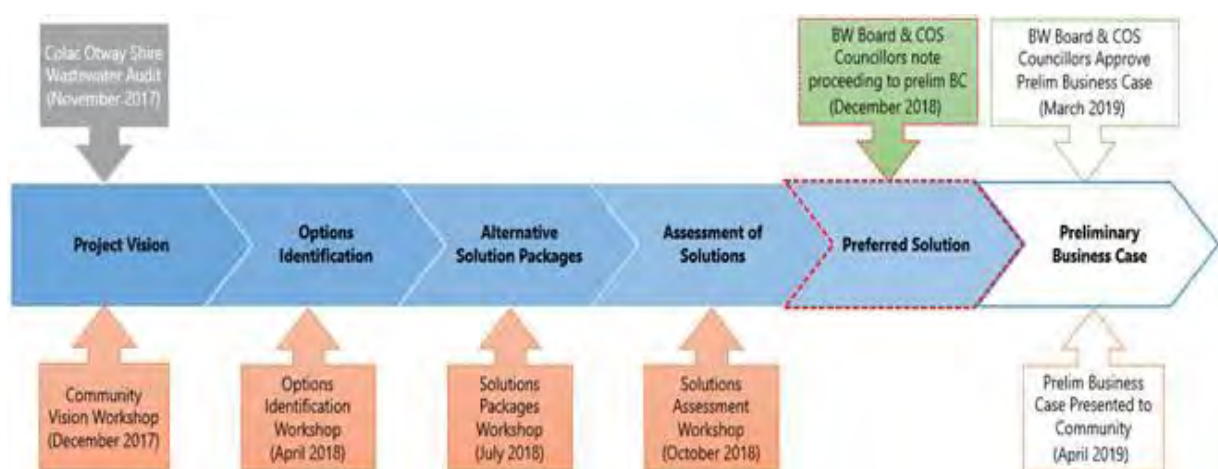 Colac Otway Shire
Wastewater Audit
(November 2017)
BW Board & COS
Councillors note
proceeding to prelim BC
(December 2018)
BW Board & COS
Councillors Approve
Prelim Business Case
(March 2019)
Project Vision
Options
Identification
Alternative
Solution Packages
Assessment of
Solutions
Preferred Solution
Preliminary
Business Case
Community
Vision Workshop
(December 2017)
Options
Identification
Workshop
(April 2018)
Solutions
Packages
Workshop
(July 2018)
Solutions
Assessment
Workshop
(October 2018)
Prelim Business
Case Presented to
Community
(April 2019)